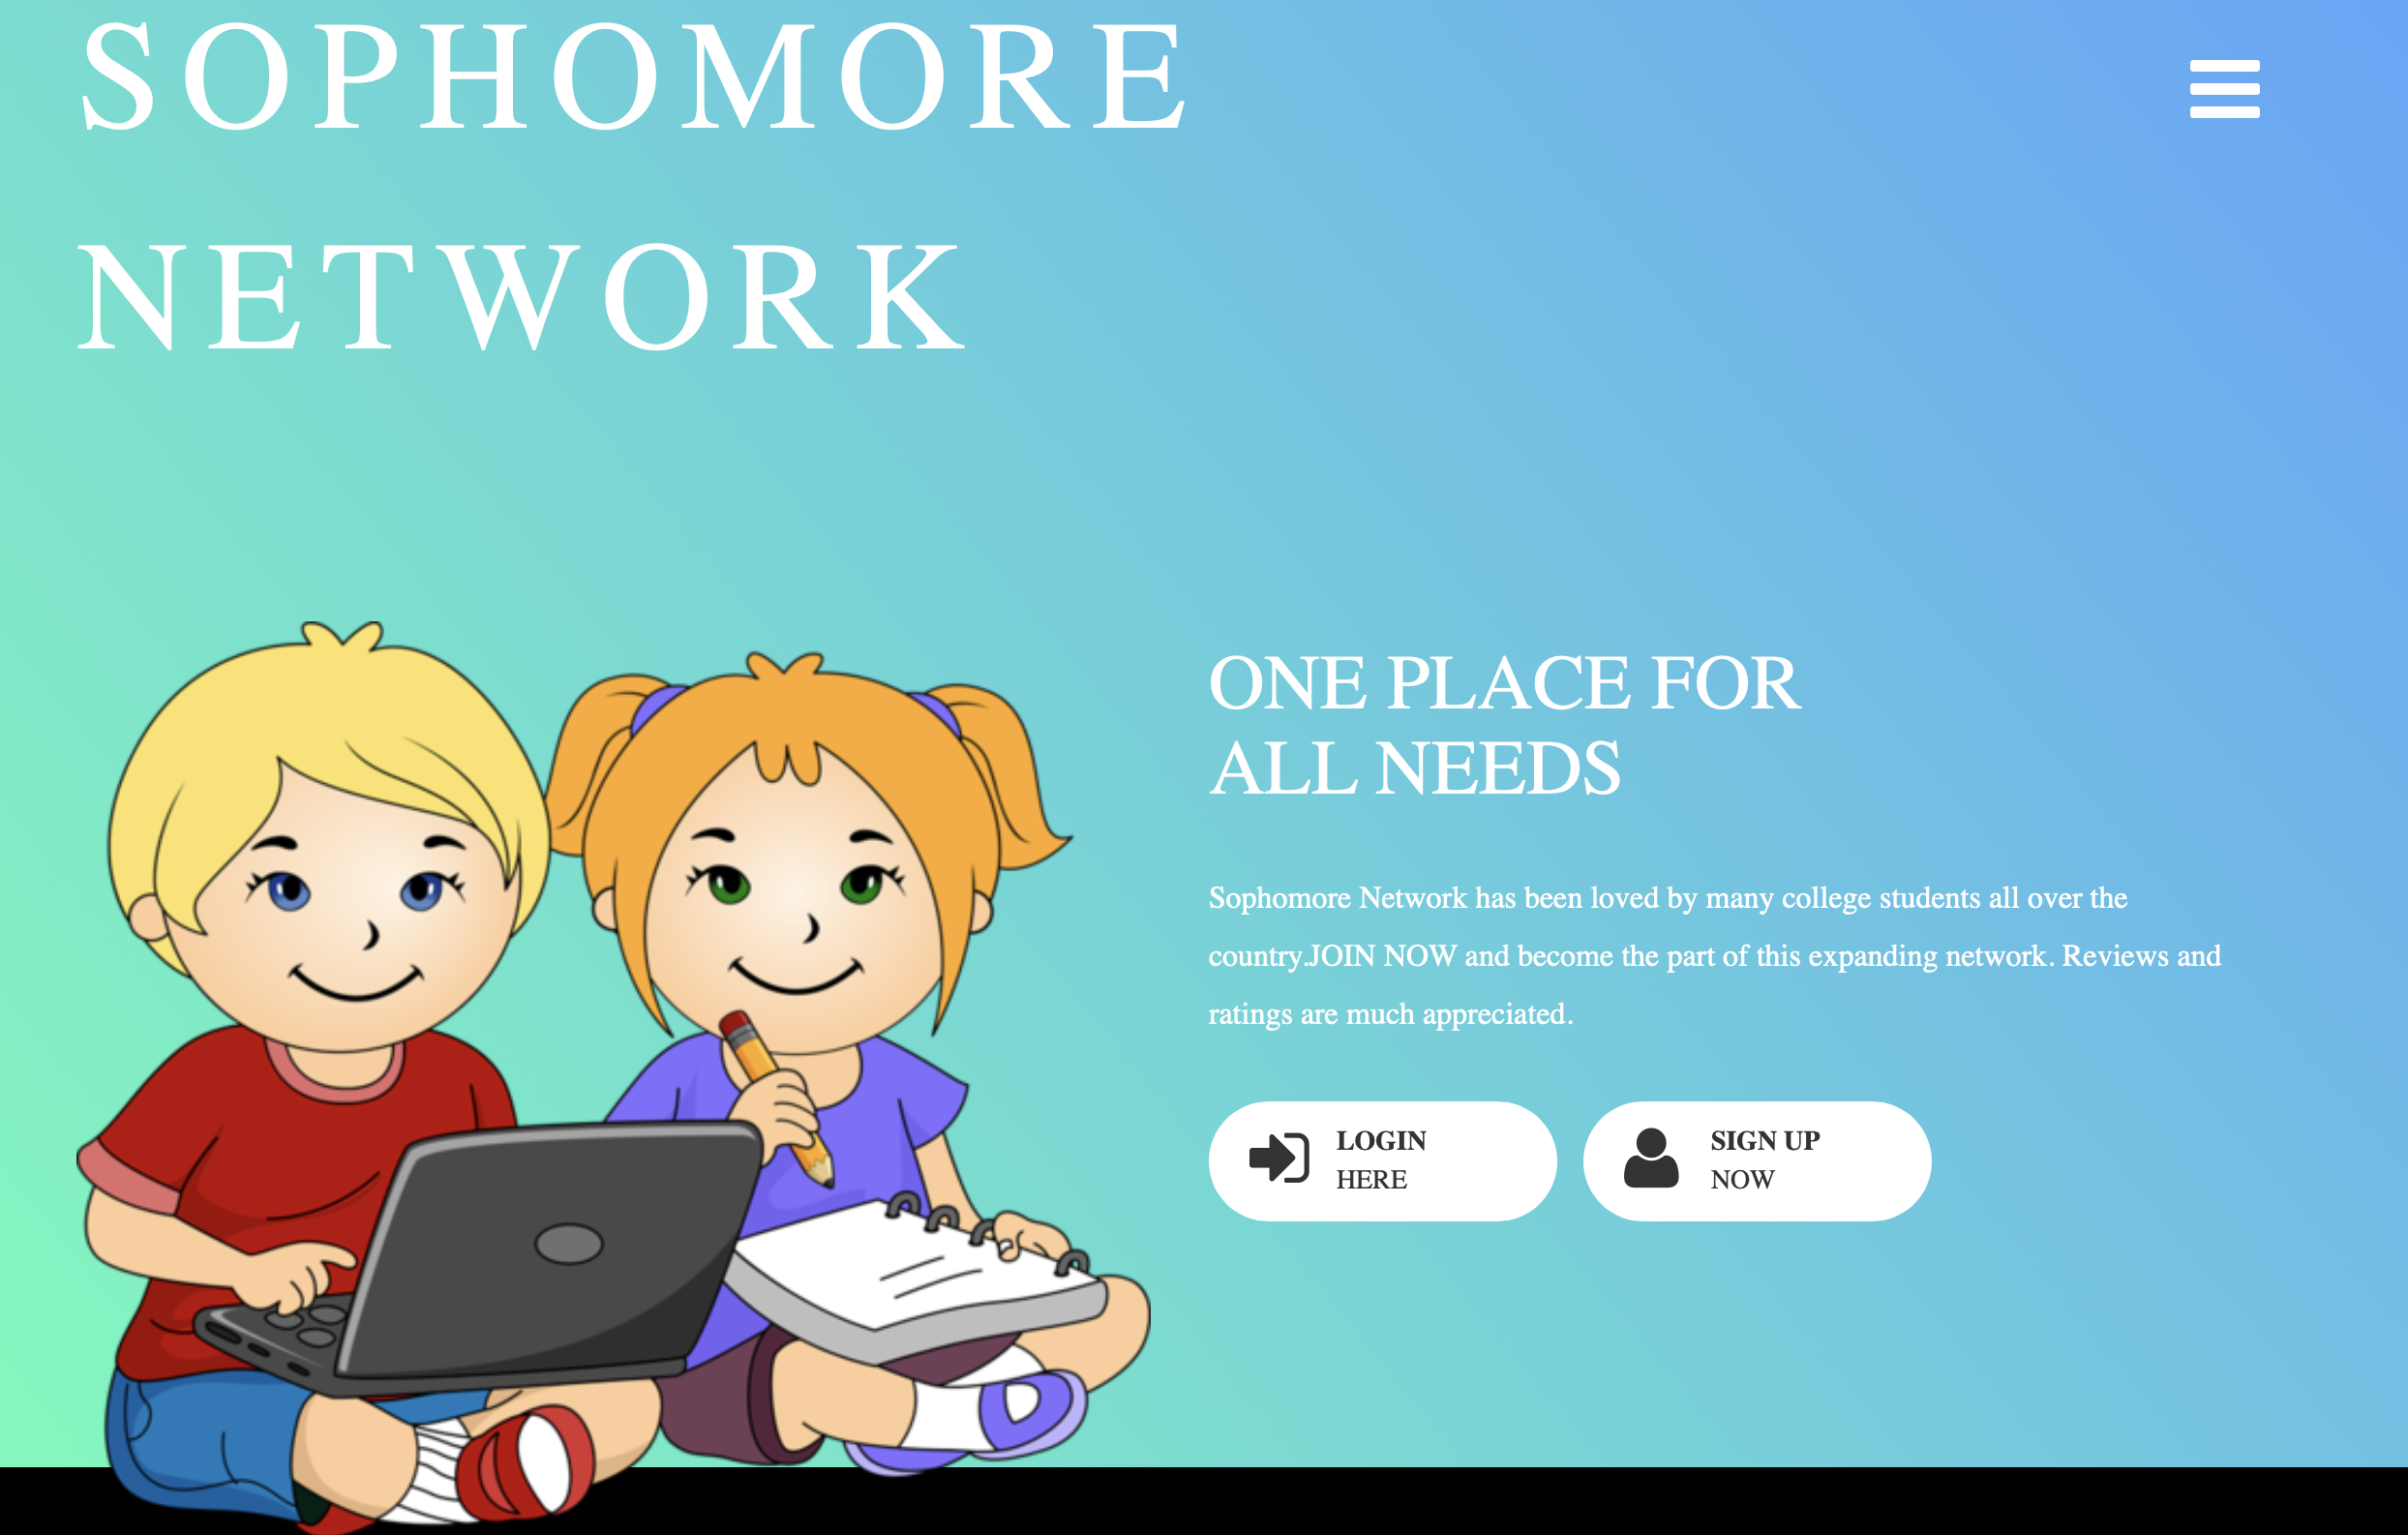 SOPHOMORE
NETWORK
ONE PLACE FOR
ALL NEEDS
Sophomore Network has been loved by many college students all over the
country.JOIN NOW and become the part of this expanding network. Reviews and
ratings are much appreciated.
LOGIN
HERE
SIGN UP
NOW